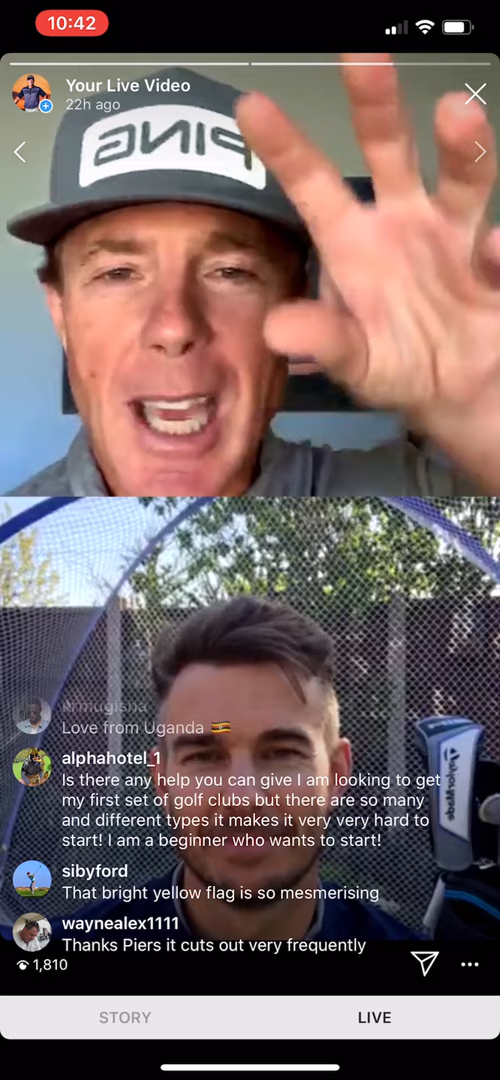 10:42
Your Live Video
22h ago
PING
ermugisha
Love from Uganda 🇺🇬
alphahotel_1
Is there any help you can give I am looking to get
my first set of golf clubs but there are so many
and different types it makes it very very hard to
start! I am a beginner who wants to start!
sibyford
That bright yellow flag is so mesmerising
waynealex1111
Thanks Piers it cuts out very frequently
1,810
STORY
LIVE
TaylorMade